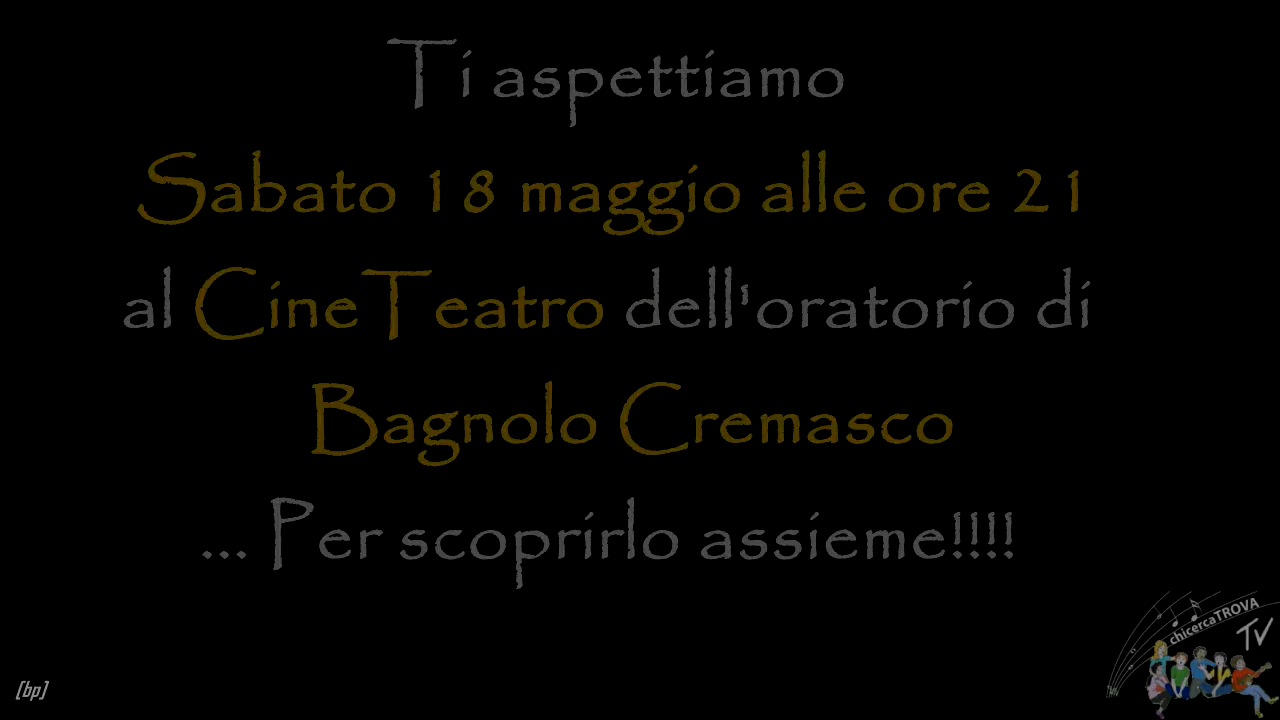 Ti aspettiamo
Sabato 18 maggio alle ore 21
al CineTeatro dell'oratorio di
Bagnolo Cremasco
... Per scoprirlo assieme!!!!
chicercaTROVA
TV
[bp]